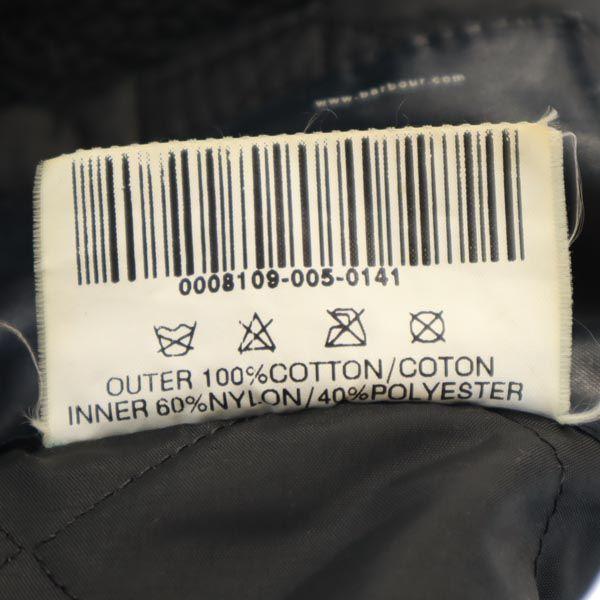 www.barbour.com
0008109-005-0141
OUTER 100%COTTON/COTON
INNER 60%NYLON/40%POLYESTER